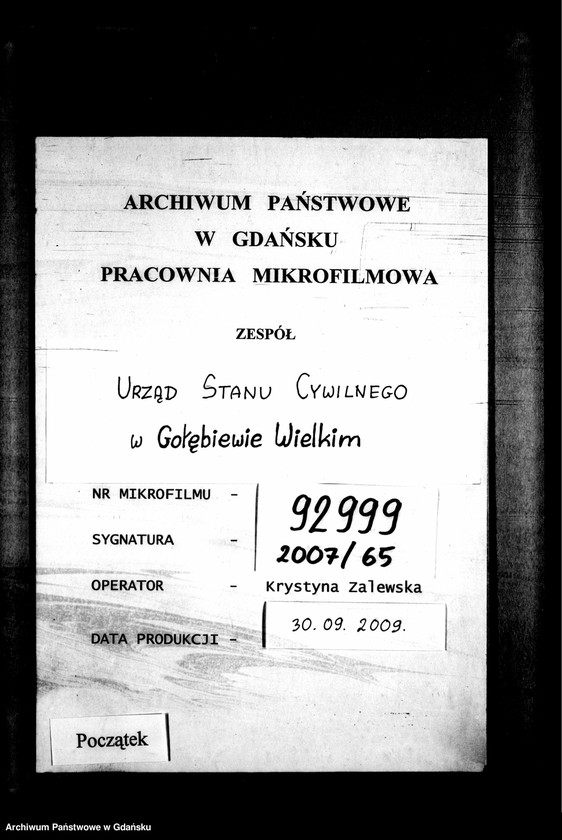 ARCHIWUM PAŃSTWOWE
W GDAŃSKU
PRACOWNIA MIKROFILMOWA
ZESPÓŁ
URZĄD STANU CYWILNEGO
w Gołębiewie Wielkim
NR MIKROFILMU - 92999
SYGNATURA - 2007/65
OPERATOR - Krystyna Zalewska
DATA PRODUKCJI - 30.09.2009.
Początek
Archiwum Państwowe w Gdańsku